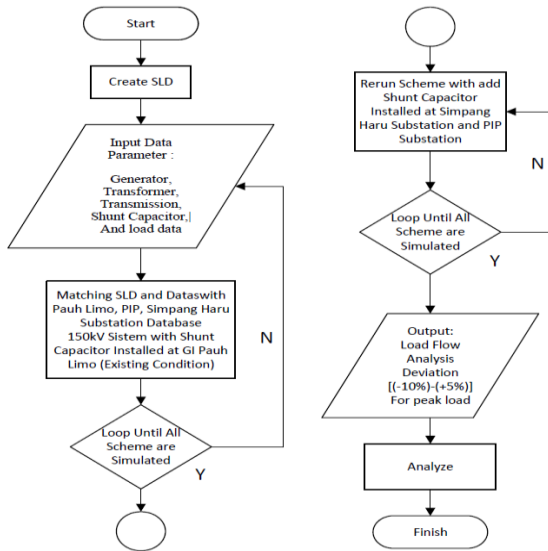 Start
Create SLD
Input Data
Parameter :
Generator,
Transformer,
Transmission,
Shunt Capacitor,|
And load data
Matching SLD and Dataswith
Pauh Limo, PIP, Simpang Haru
Substation Database
150kV Sistem with Shunt
Capacitor Installed at GI Pauh
Limo (Existing Condition)
N
Loop Until All
Scheme are
Simulated
Y
Rerun Scheme with add
Shunt Capacitor
Installed at Simpang
Haru Substation and PIP
Substation
N
Loop Until All
Scheme are
Simulated
Y
Output:
Load Flow
Analysis
Deviation
[(-10%)-(+5%)]
For peak load
Analyze
Finish